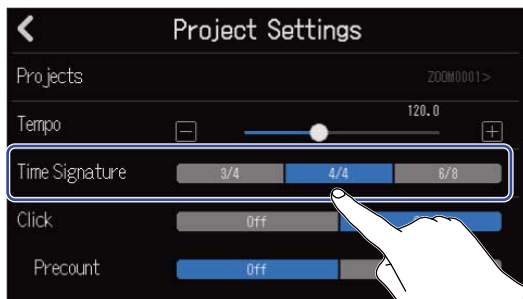 Project Settings
Projects ZOOM0001>
Tempo 120.0
Time Signature 3/4 4/4 6/8
Click Off
Precount Off